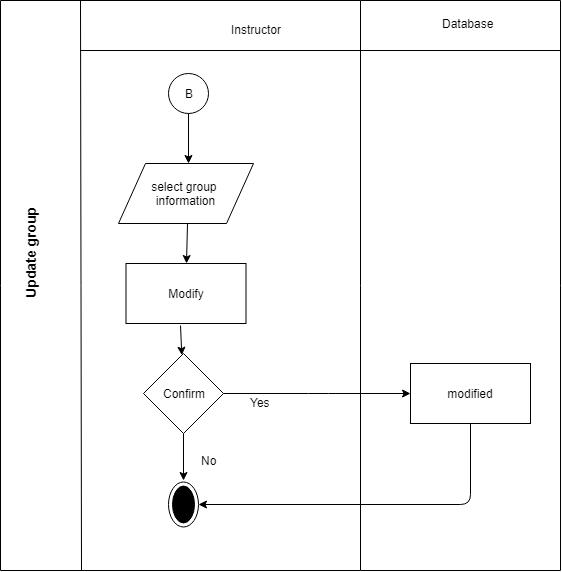 Instructor
Database
Update group
B
select group
information
Modify
Confirm
Yes
modified
No